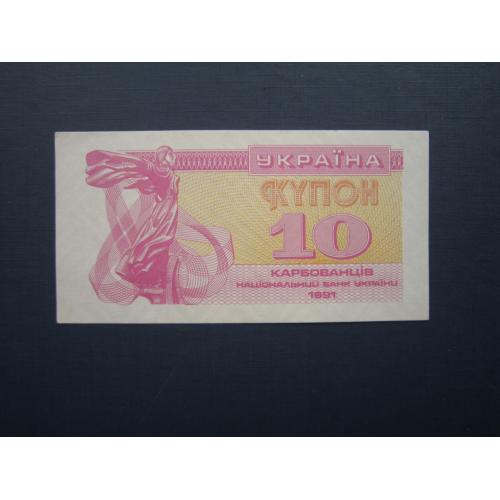 УКРАЇНА
КУПОН
10
КАРБОВАНЦІВ
НАЦІОНАЛЬНИЙ БАНК УКРАЇНИ
1991